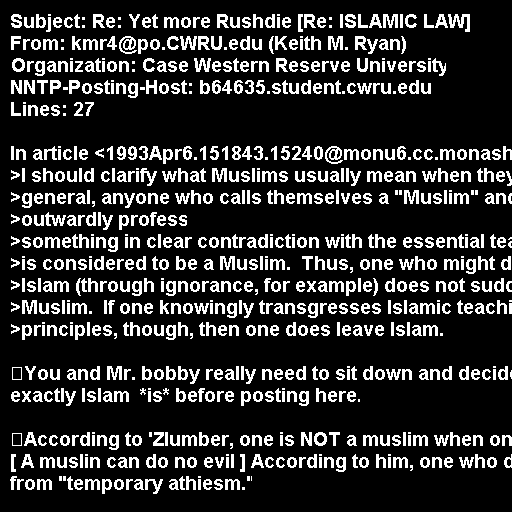 Subject: Re: Yet more Rushdie [Re: ISLAMIC LAW]
From: kmr4@po.CWRU.edu (Keith M. Ryan)
Organization: Case Western Reserve University
NNTP-Posting-Host: b64635.student.cwru.edu
Lines: 27

In article <1993Apr6.151843.15240@monu6.cc.monash
>I should clarify what Muslims usually mean when they
>general, anyone who calls themselves a "Muslim" and
>outwardly profess
>something in clear contradiction with the essential tea
>is considered to be a Muslim.  Thus, one who might d
>Islam (through ignorance, for example) does not sudd
>Muslim.  If one knowingly transgresses Islamic teachi
>principles, though, then one does leave Islam.

You and Mr. bobby really need to sit down and decide
exactly Islam  *is* before posting here.

According to 'Zlumber, one is NOT a muslim when on
[ A muslin can do no evil ] According to him, one who d
from "temporary athiesm."